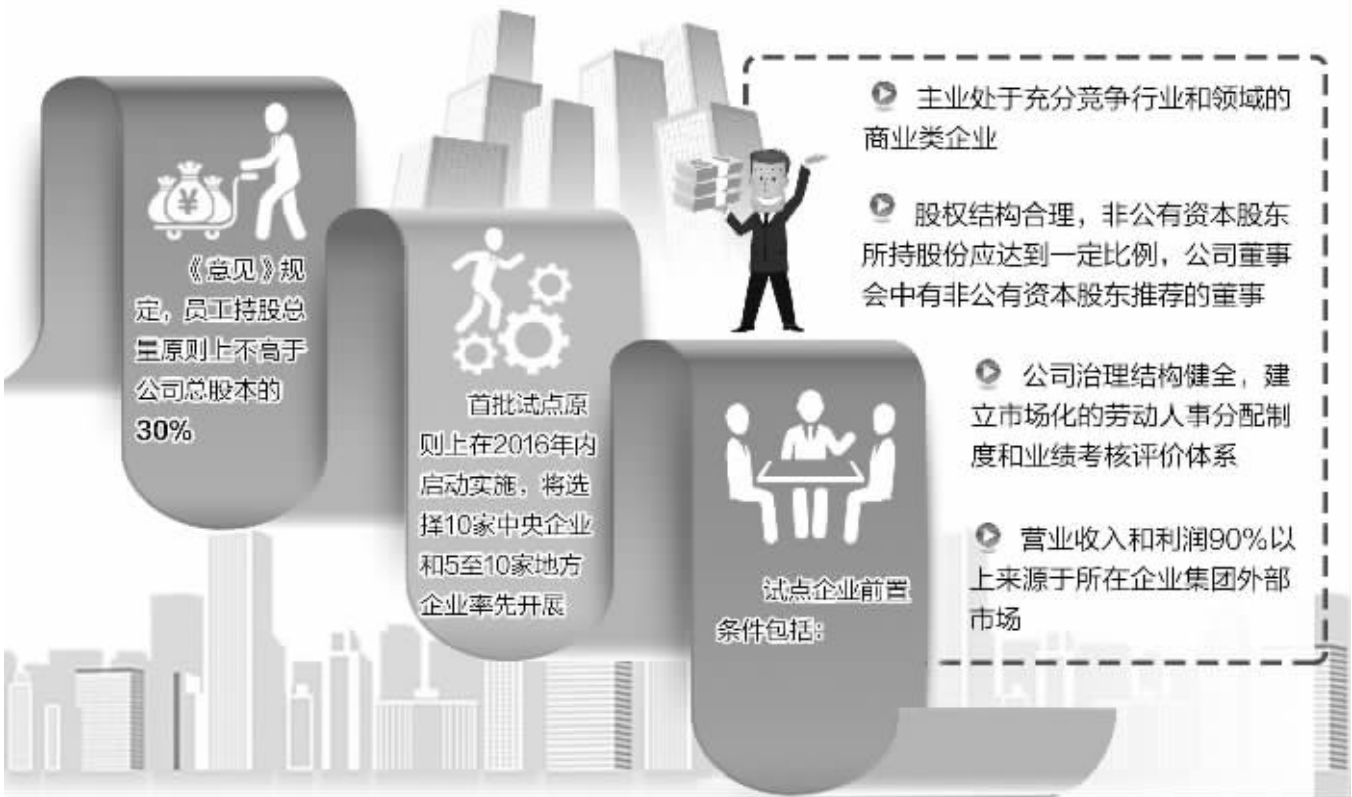 《意见》规
定，员工持股总
量原则上不高于
公司总股本的
30%
首批试点原
则上在2016年内
启动实施，将选
择10家中央企业
和5至10家地方
企业率先开展
试点企业前置
条件包括：
主业处于充分竞争行业和领域的
商业类企业
股权结构合理，非公有资本股东
所持股份应达到一定比例，公司董事
会中有非公有资本股东推荐的董事
公司治理结构健全，建
立市场化的劳动人事分配制
度和业绩考核评价体系
营业收入和利润90%以
上来源于所在企业集团外部
市场
¥